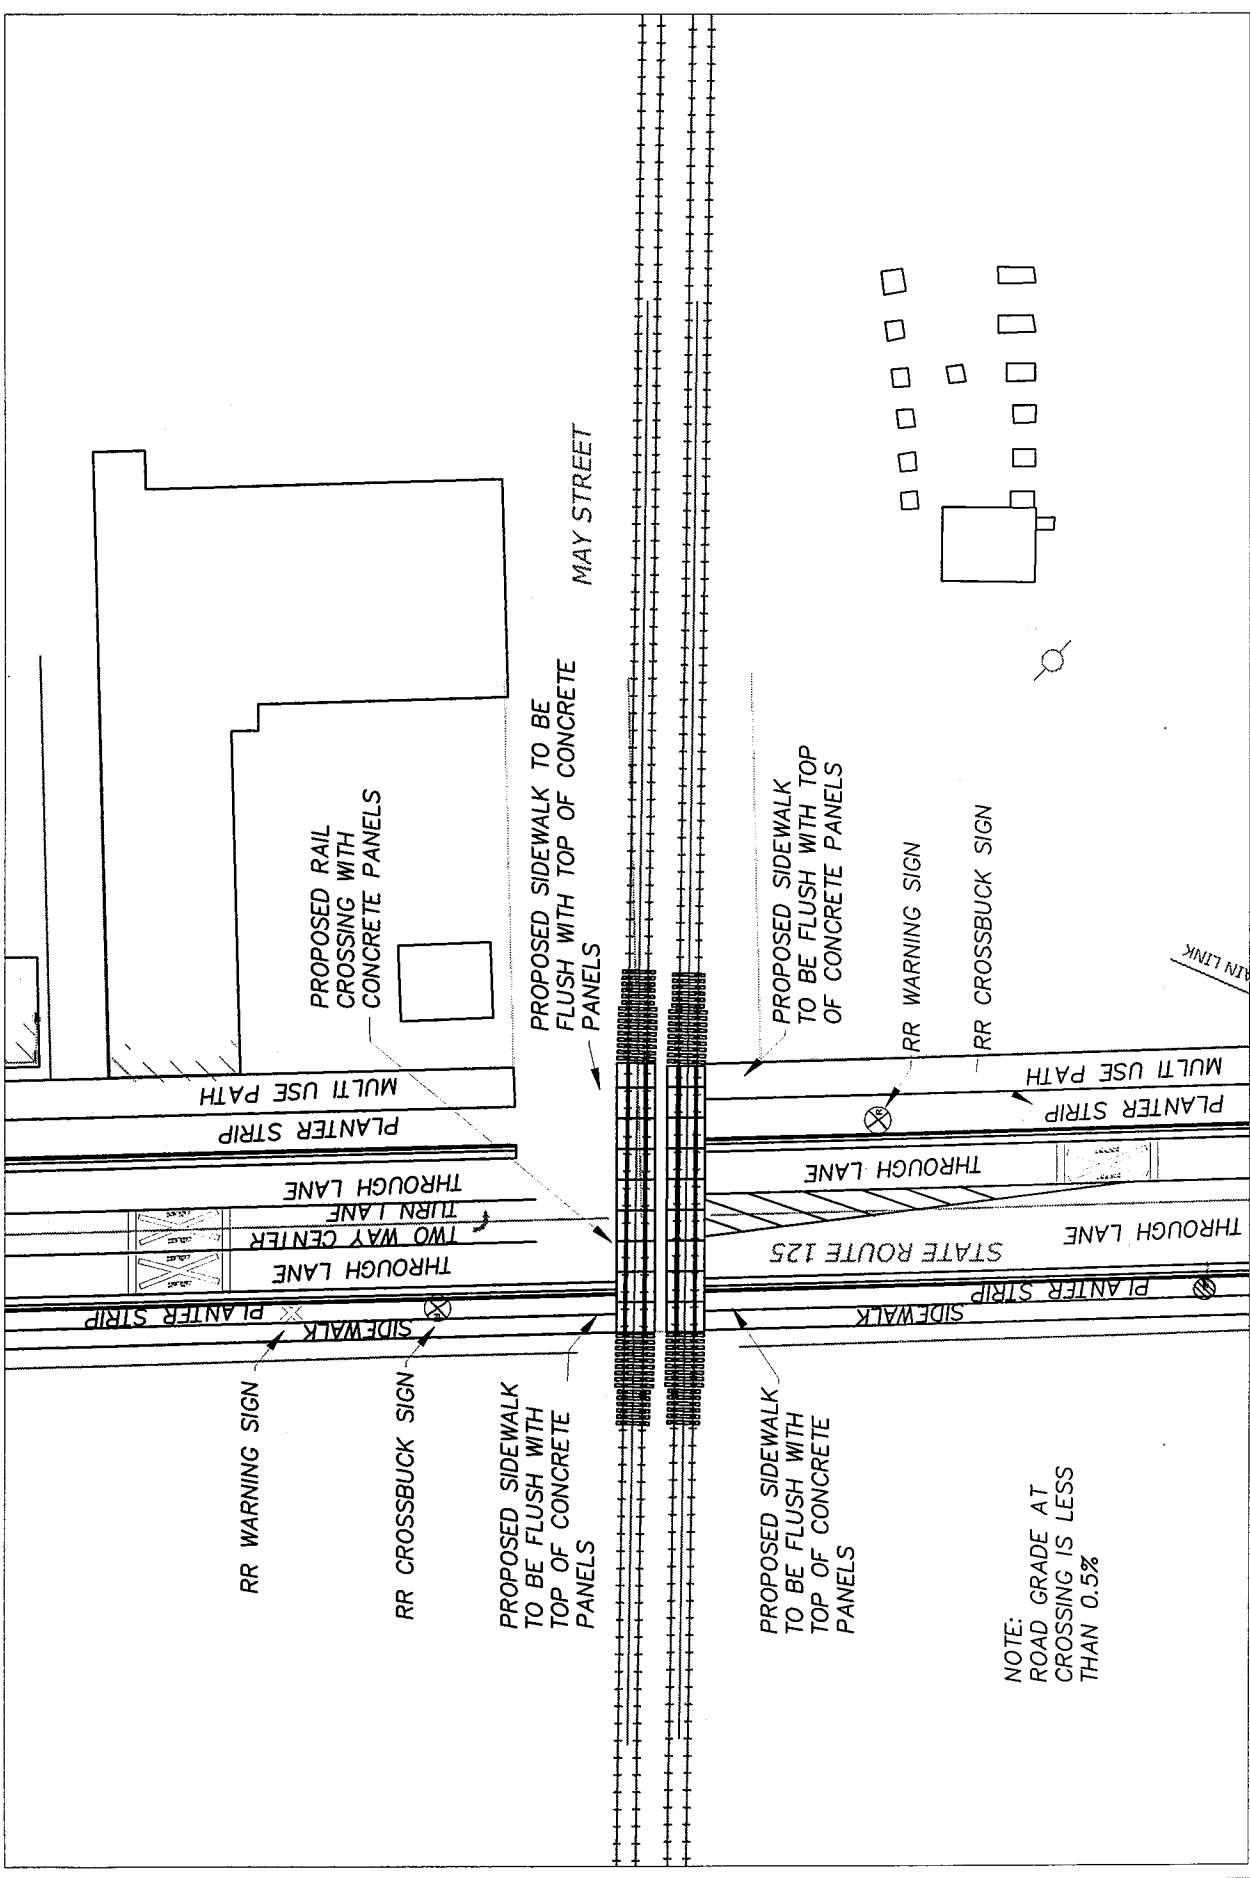 PROPOSED RAIL
CROSSING WITH
CONCRETE PANELS
PROPOSED SIDEWALK TO BE
FLUSH WITH TOP OF CONCRETE
PANELS
MAY STREET
PROPOSED SIDEWALK
TO BE FLUSH WITH TOP
OF CONCRETE PANELS
RR WARNING SIGN
RR CROSSBUCK SIGN
AIN LINK
MULTI USE PATH
PLANTER STRIP
THROUGH LANE
TURN LANE
TWO WAY CENTER
THROUGH LANE
PLANTER STRIP
SIDEWALK
MULTI USE PATH
PLANTER STRIP
THROUGH LANE
THROUGH LANE
STATE ROUTE 125
PLANTER STRIP
SIDEWALK
RR WARNING SIGN
RR CROSSBUCK SIGN
PROPOSED SIDEWALK
TO BE FLUSH WITH
TOP OF CONCRETE
PANELS
PROPOSED SIDEWALK
TO BE FLUSH WITH
TOP OF CONCRETE
PANELS
NOTE:
ROAD GRADE AT
CROSSING IS LESS
THAN 0.5%